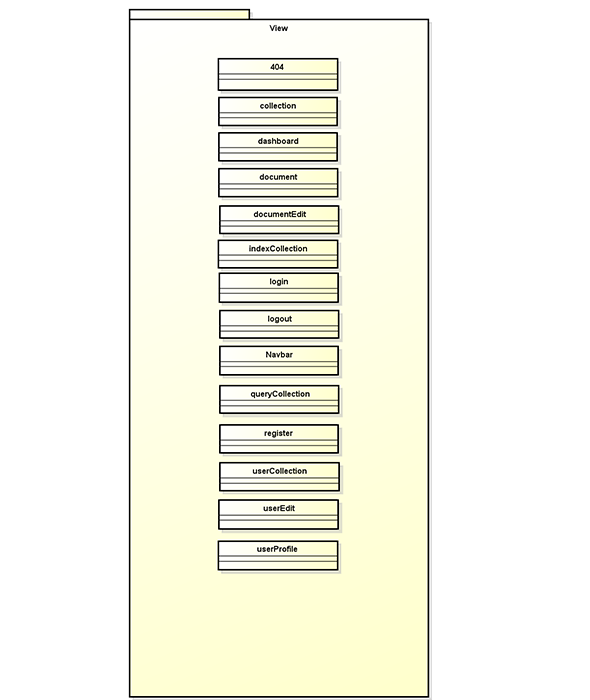 View
404
collection
dashboard
document
documentEdit
indexCollection
login
logout
Navbar
queryCollection
register
userCollection
userEdit
userProfile